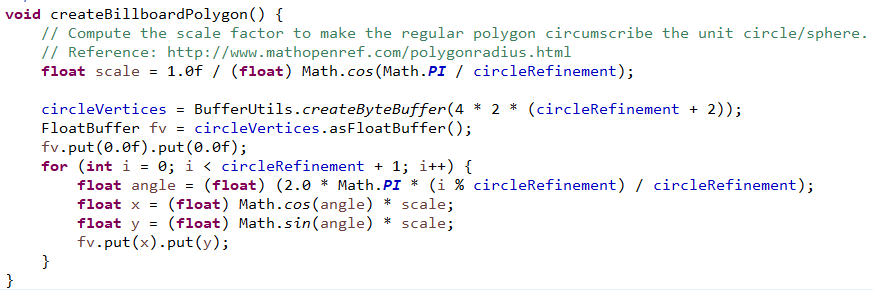 void createBillboardPolygon() {
    // Compute the scale factor to make the regular polygon circumscribe the unit circle/sphere.
    // Reference: http://www.mathopenref.com/polygonradius.html
    float scale = 1.0f / (float) Math.cos(Math.PI / circleRefinement);

    circleVertices = BufferUtils.createByteBuffer(4 * 2 * (circleRefinement + 2));
    FloatBuffer fv = circleVertices.asFloatBuffer();
    fv.put(0.0f).put(0.0f);
    for (int i = 0; i < circleRefinement + 1; i++) {
        float angle = (float) (2.0 * Math.PI * (i % circleRefinement) / circleRefinement);
        float x = (float) Math.cos(angle) * scale;
        float y = (float) Math.sin(angle) * scale;
        fv.put(x).put(y);
    }
}